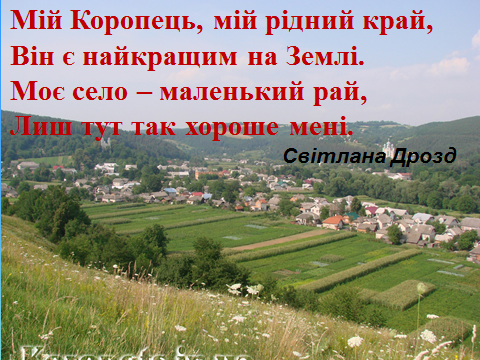 Мій Коропець, мій рідний край,
Він є найкращим на Землі.
Моє село – маленький рай,
Лиш тут так хороше мені.
Світлана Дрозд